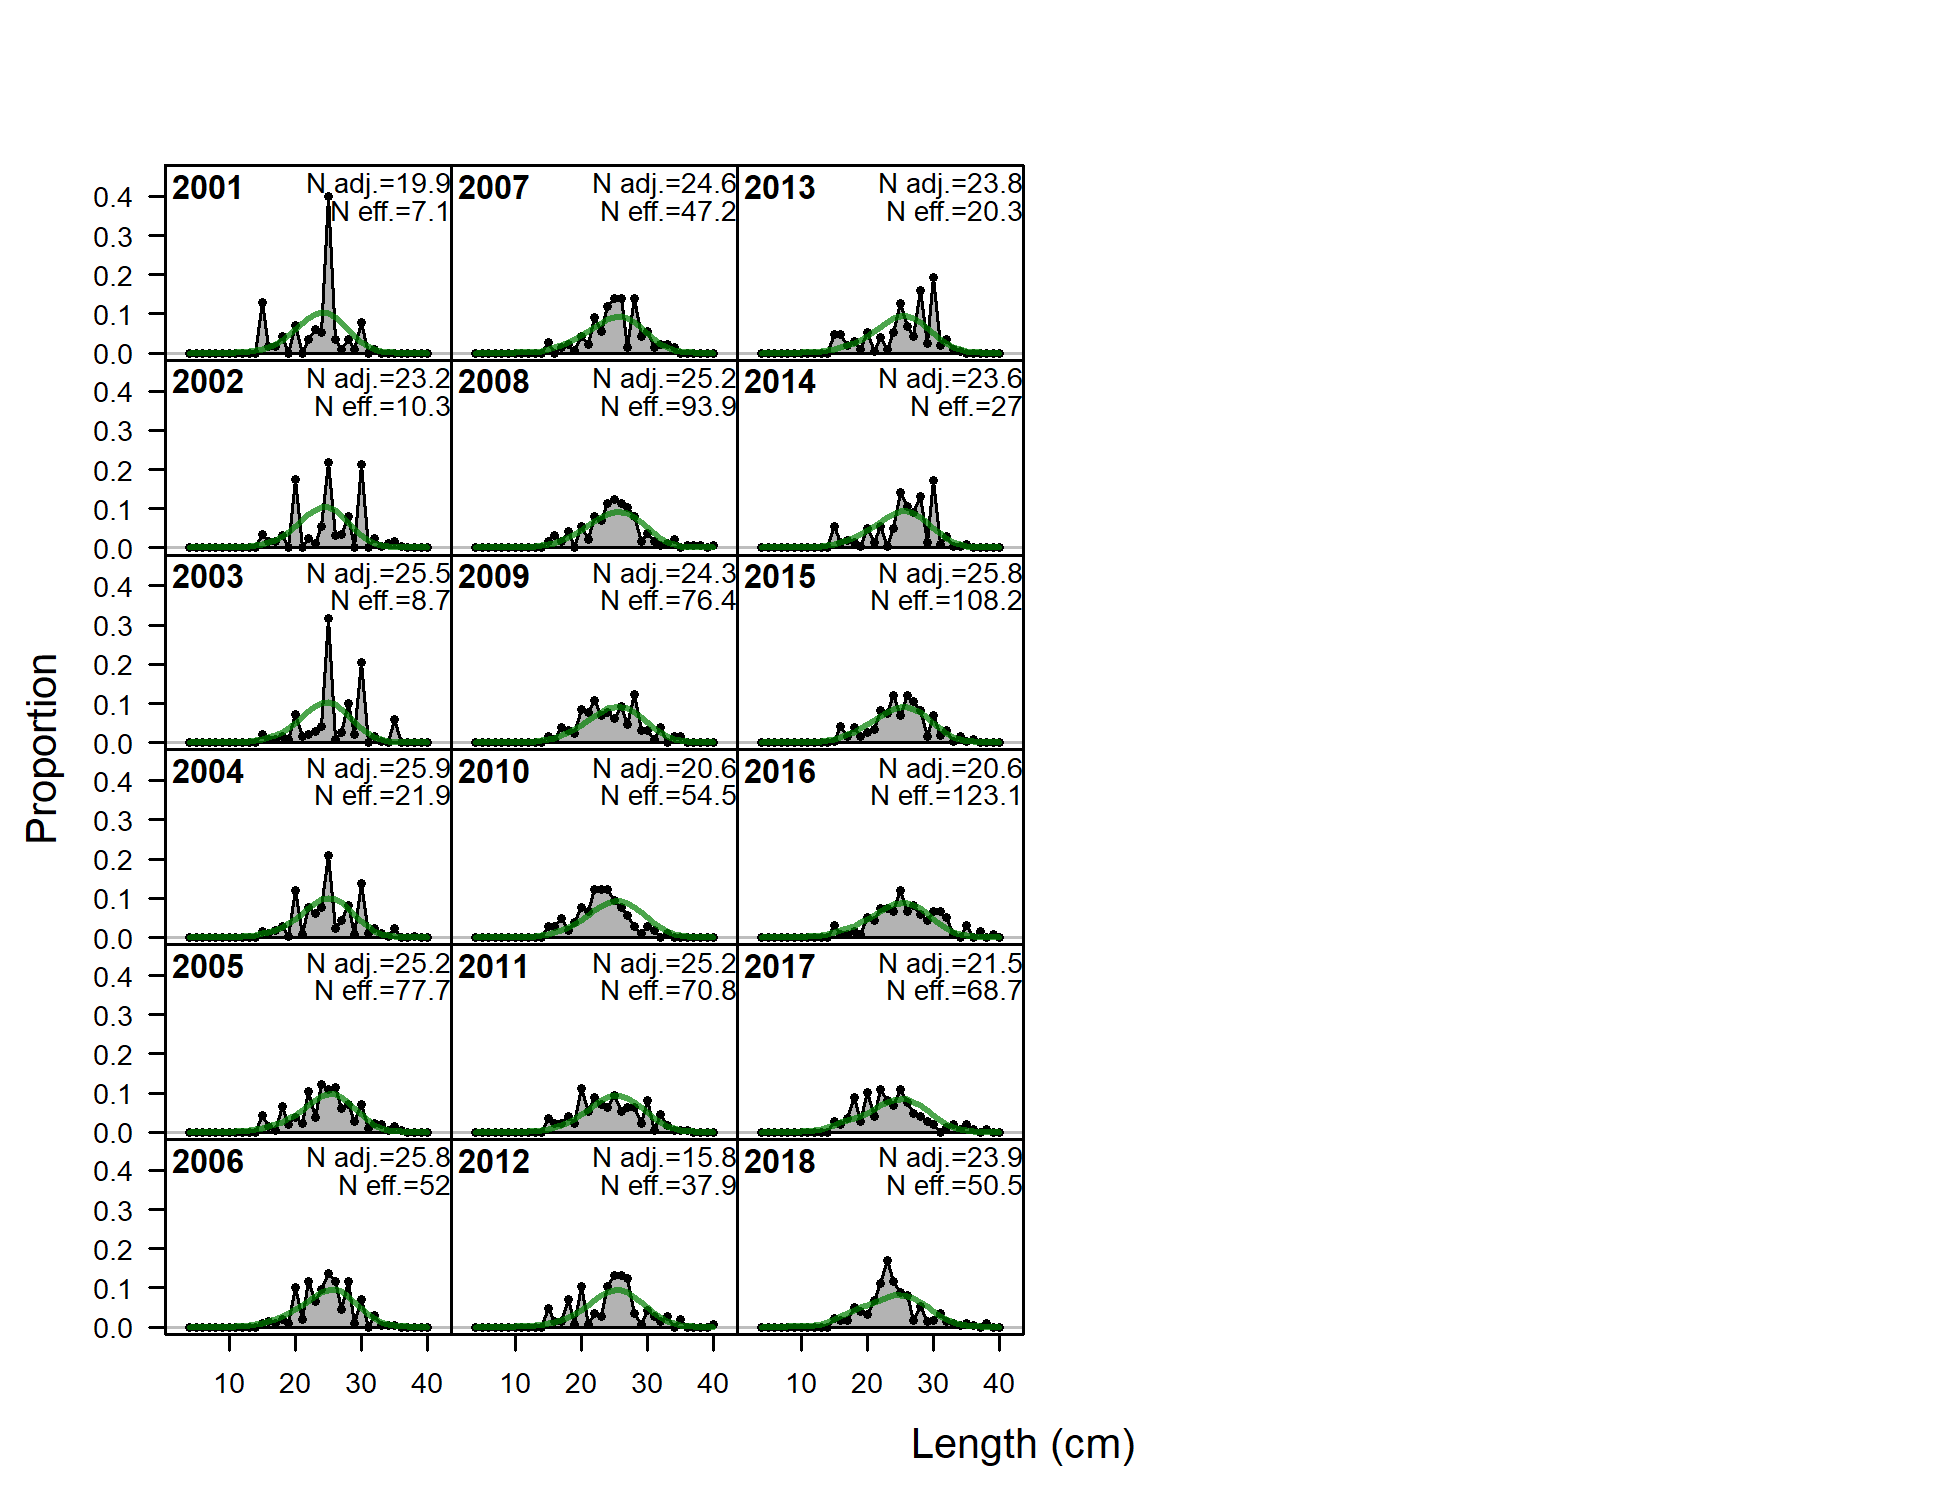 Proportion
0.4
0.3
0.2
0.1
0.0
2001
N adj.=19.9
N eff.=7.1
2007
N adj.=24.6
N eff.=47.2
2013
N adj.=23.8
N eff.=20.3
0.4
0.3
0.2
0.1
0.0
2002
N adj.=23.2
N eff.=10.3
2008
N adj.=25.2
N eff.=93.9
2014
N adj.=23.6
N eff.=27
0.4
0.3
0.2
0.1
0.0
2003
N adj.=25.5
N eff.=8.7
2009
N adj.=24.3
N eff.=76.4
2015
N adj.=25.8
N eff.=108.2
0.4
0.3
0.2
0.1
0.0
2004
N adj.=25.9
N eff.=21.9
2010
N adj.=20.6
N eff.=54.5
2016
N adj.=20.6
N eff.=123.1
0.4
0.3
0.2
0.1
0.0
2005
N adj.=25.2
N eff.=77.7
2011
N adj.=25.2
N eff.=70.8
2017
N adj.=21.5
N eff.=68.7
0.4
0.3
0.2
0.1
0.0
2006
N adj.=25.8
N eff.=52
2012
N adj.=15.8
N eff.=37.9
2018
N adj.=23.9
N eff.=50.5
10 20 30 40 10 20 30 40 10 20 30 40
Length (cm)